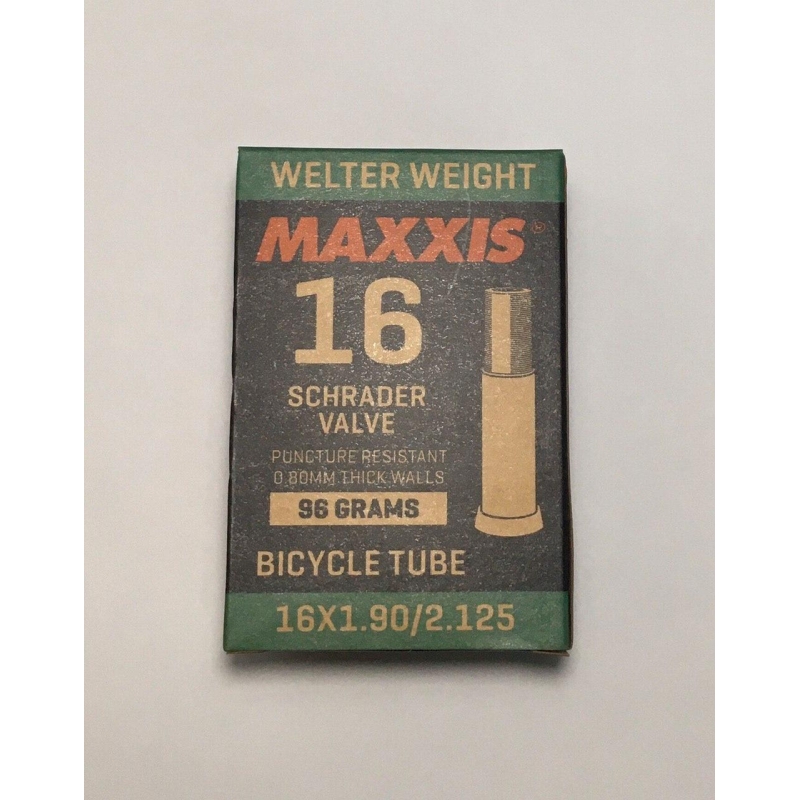 WELTER WEIGHT
MAXXIS®
16
SCHRADER
VALVE
PUNCTURE RESISTANT
0.80MM THICK WALLS
96 GRAMS
BICYCLE TUBE
16X1.90/2.125